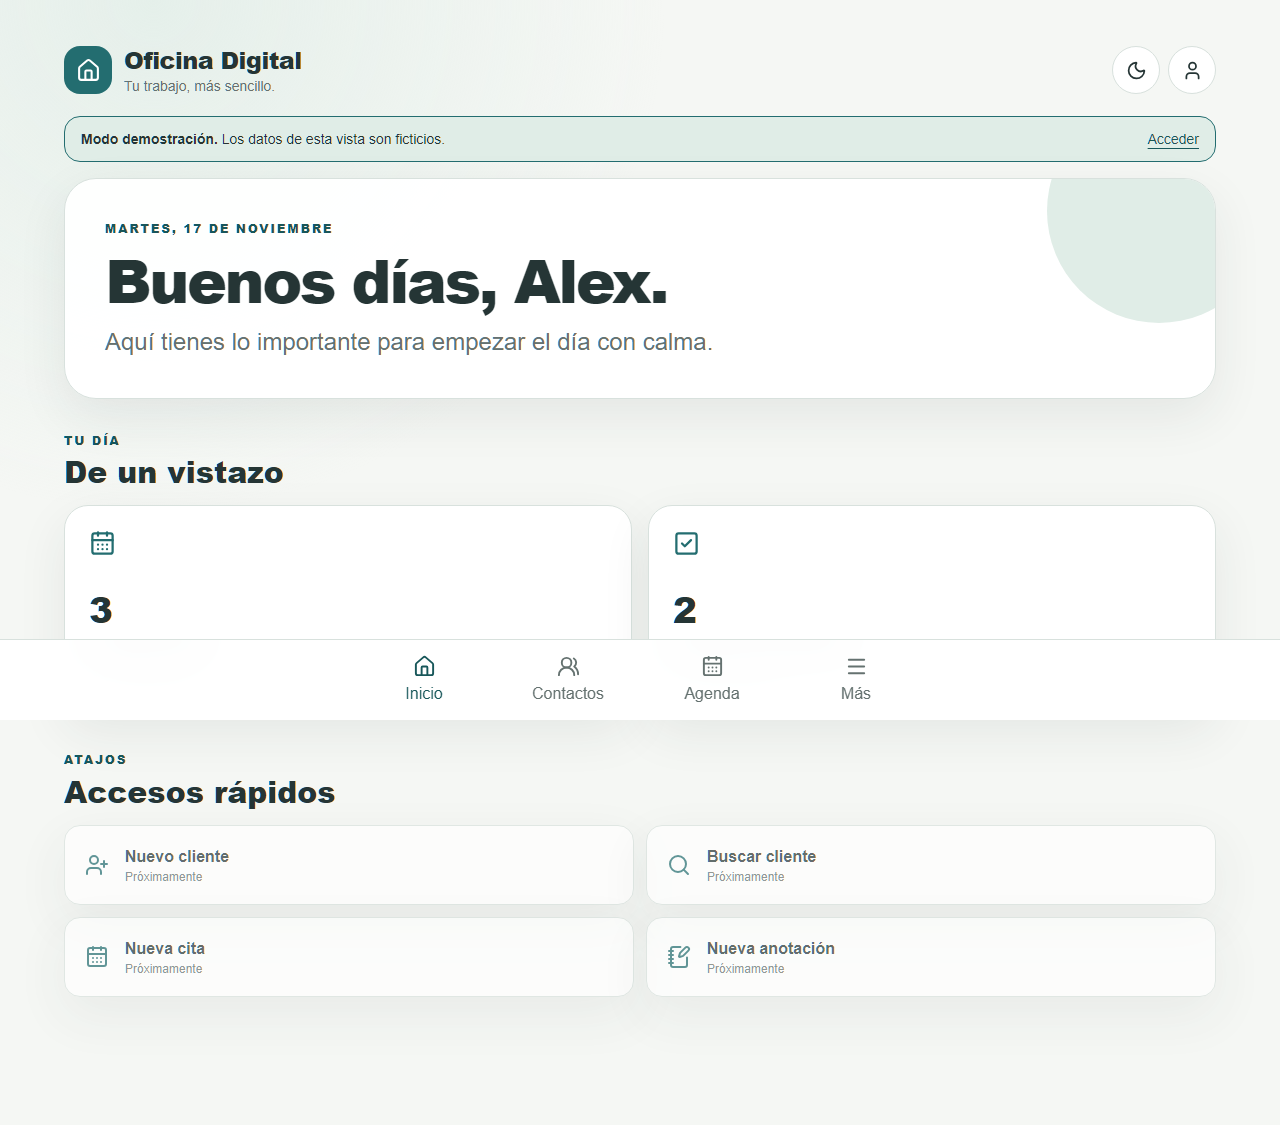 Oficina Digital
Tu trabajo, más sencillo.
Modo demostración. Los datos de esta vista son ficticios.
Acceder
MARTES, 17 DE NOVIEMBRE
Buenos días, Alex.
Aquí tienes lo importante para empezar el día con calma.
TU DÍA
De un vistazo
3
2
Inicio
Contactos
Agenda
Más
ATAJOS
Accesos rápidos
Nuevo cliente
Próximamente
Buscar cliente
Próximamente
Nueva cita
Próximamente
Nueva anotación
Próximamente